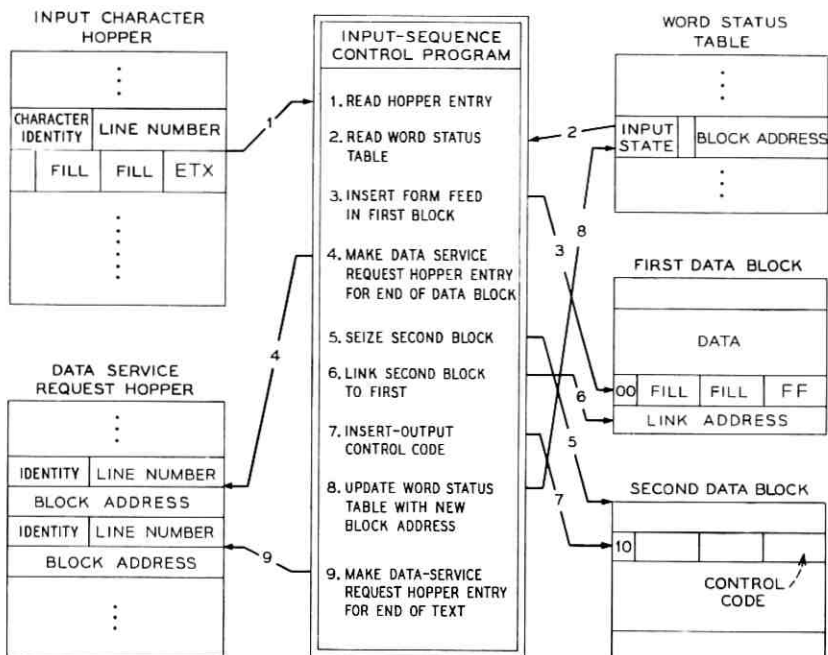 INPUT CHARACTER
HOPPER
CHARACTER
IDENTITY
LINE NUMBER
FILL
FILL
ETX
DATA SERVICE
REQUEST HOPPER
IDENTITY
LINE NUMBER
BLOCK ADDRESS
IDENTITY
LINE NUMBER
BLOCK ADDRESS
1
4
9
INPUT-SEQUENCE
CONTROL PROGRAM
1. READ HOPPER ENTRY
2. READ WORD STATUS
TABLE
3. INSERT FORM FEED
IN FIRST BLOCK
4. MAKE DATA SERVICE
REQUEST HOPPER ENTRY
FOR END OF DATA BLOCK
5. SEIZE SECOND BLOCK
6. LINK SECOND BLOCK
TO FIRST
7. INSERT-OUTPUT
CONTROL CODE
8. UPDATE WORD STATUS
TABLE WITH NEW
BLOCK ADDRESS
9. MAKE DATA-SERVICE
REQUEST HOPPER ENTRY
FOR END OF TEXT
2
8
3
6
5
7
WORD STATUS
TABLE
INPUT
STATE
BLOCK ADDRESS
FIRST DATA BLOCK
DATA
00
FILL
FILL
FF
LINK ADDRESS
SECOND DATA BLOCK
10
CONTROL
CODE